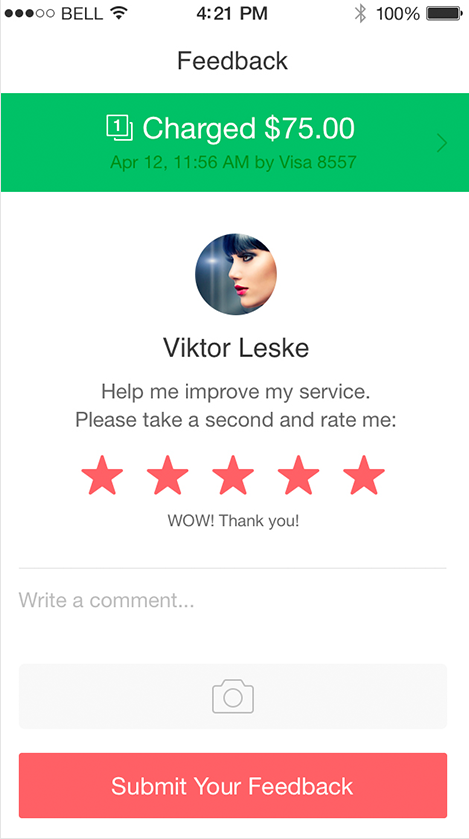 BELL 4:21 PM 100%
Feedback
1 Charged $75.00
Apr 12, 11:56 AM by Visa 8557
Viktor Leske
Help me improve my service.
Please take a second and rate me:
WOW! Thank you!
Write a comment...
Submit Your Feedback